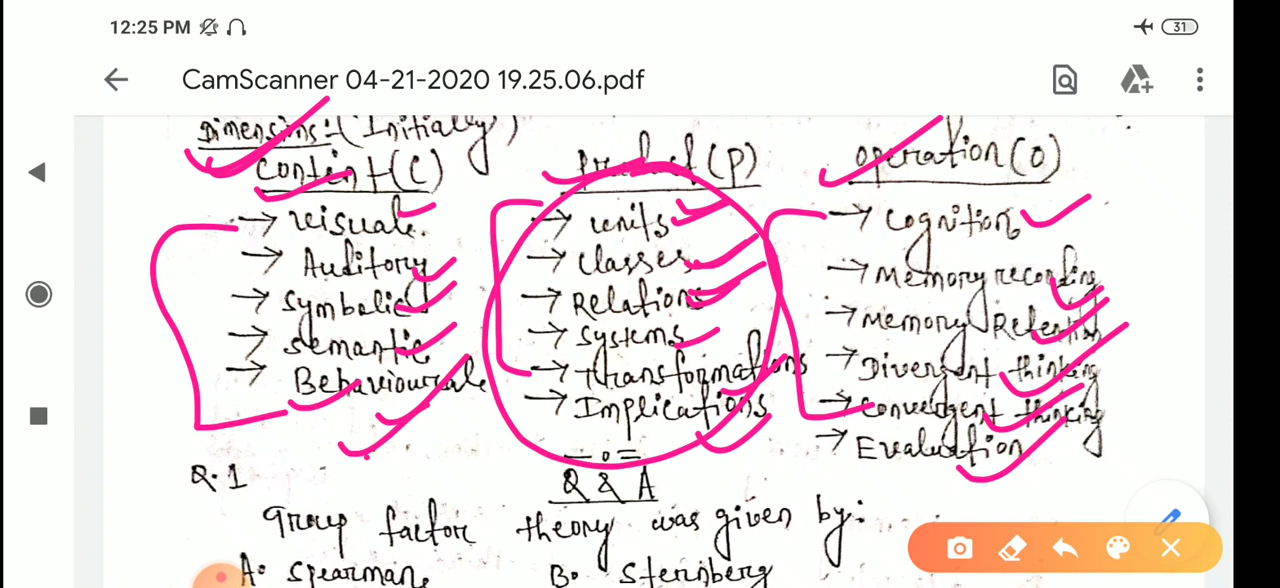 12:25 PM
31
CamScanner 04-21-2020 19.25.06.pdf
Dimensins:-(Initially)
Content(C)
→ Visual.
→ Auditory
→ Symbolic
→ Semantic
→ Behavioural
Product(P)
→ Units
→ Classes
→ Relations
→ Systems
→ Transformations
→ Implications
Operation(O)
→ Cognition
→ Memory recording
→ Memory Retention
→ Divergent thinking
→ Convergent thinking
→ Evaluation
Q & A
Q.1
Group factor theory was given by:
A. Spearman
B. Sternberg